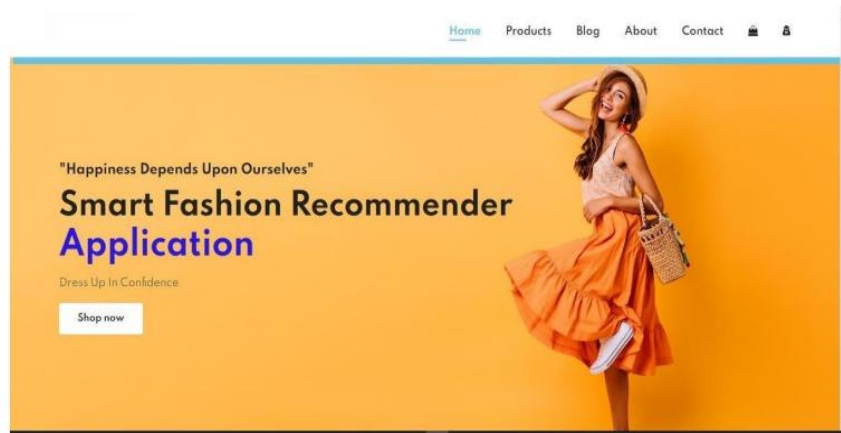 Home Products Blog About Contact
"Happiness Depends Upon Ourselves"
Smart Fashion Recommender
Application
Dress Up In Confidence
Shop now